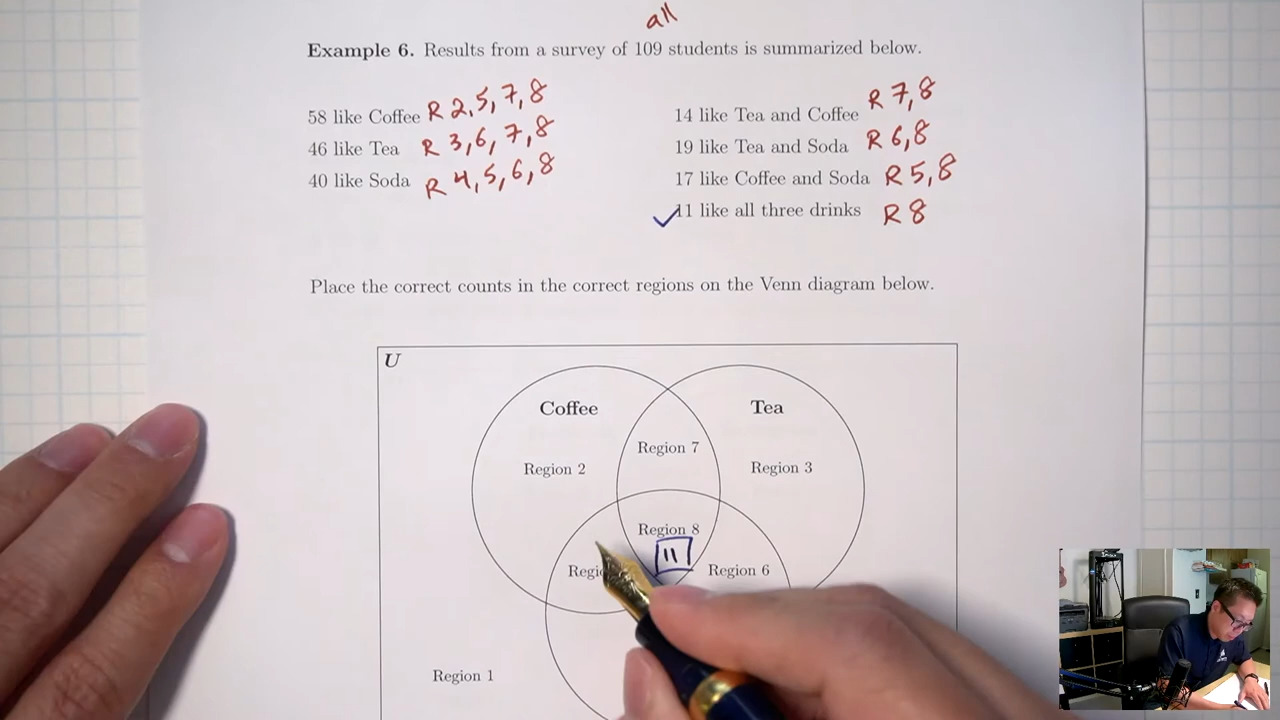 all
Example 6. Results from a survey of 109 students is summarized below.
58 like Coffee R 2,5,7,8
46 like Tea R 3,6,7,8
40 like Soda R 4,5,6,8
14 like Tea and Coffee R 7,8
19 like Tea and Soda R 6,8
17 like Coffee and Soda R 5,8
✓11 like all three drinks R 8
Place the correct counts in the correct regions on the Venn diagram below.
U
Coffee Tea
Region 7
Region 2 Region 3
Region 8
11
Region 6
Region 1